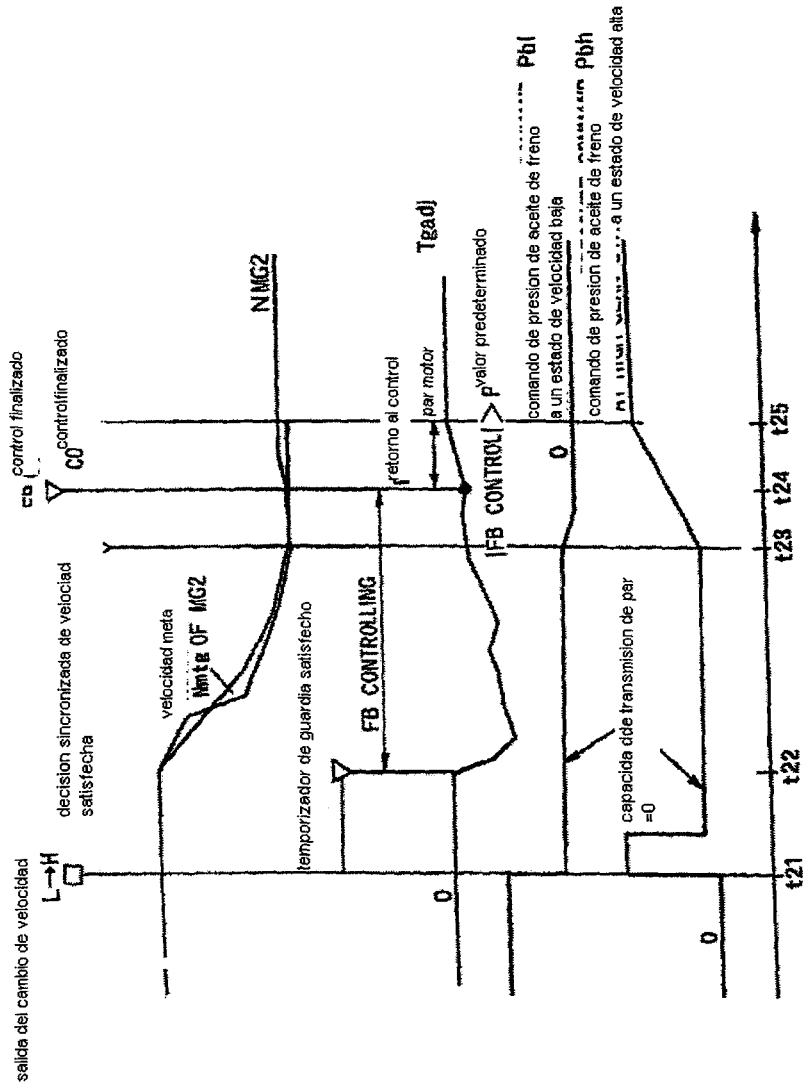 salida del cambio de velocidad
L→H
decision sincronizada de velociad
satisfecha
control finalizado
CO controlfinalizado
velocidad meta
Nmtg OF MG2
NMG2
temporizador de guardia satisfecho
FB CONTROLLING
retorno al control
par motor
Tgadj
0
|FB CONTROL| > P valor predeterminado
Pbl
comando de presion de aceite de freno
a un estado de velocidad baja
0
Pbh
comando de presion de aceite de freno
a un estado de velocidad alta
capacida dde transmision de par
=0
0
t21
t22
t23
t24
t25